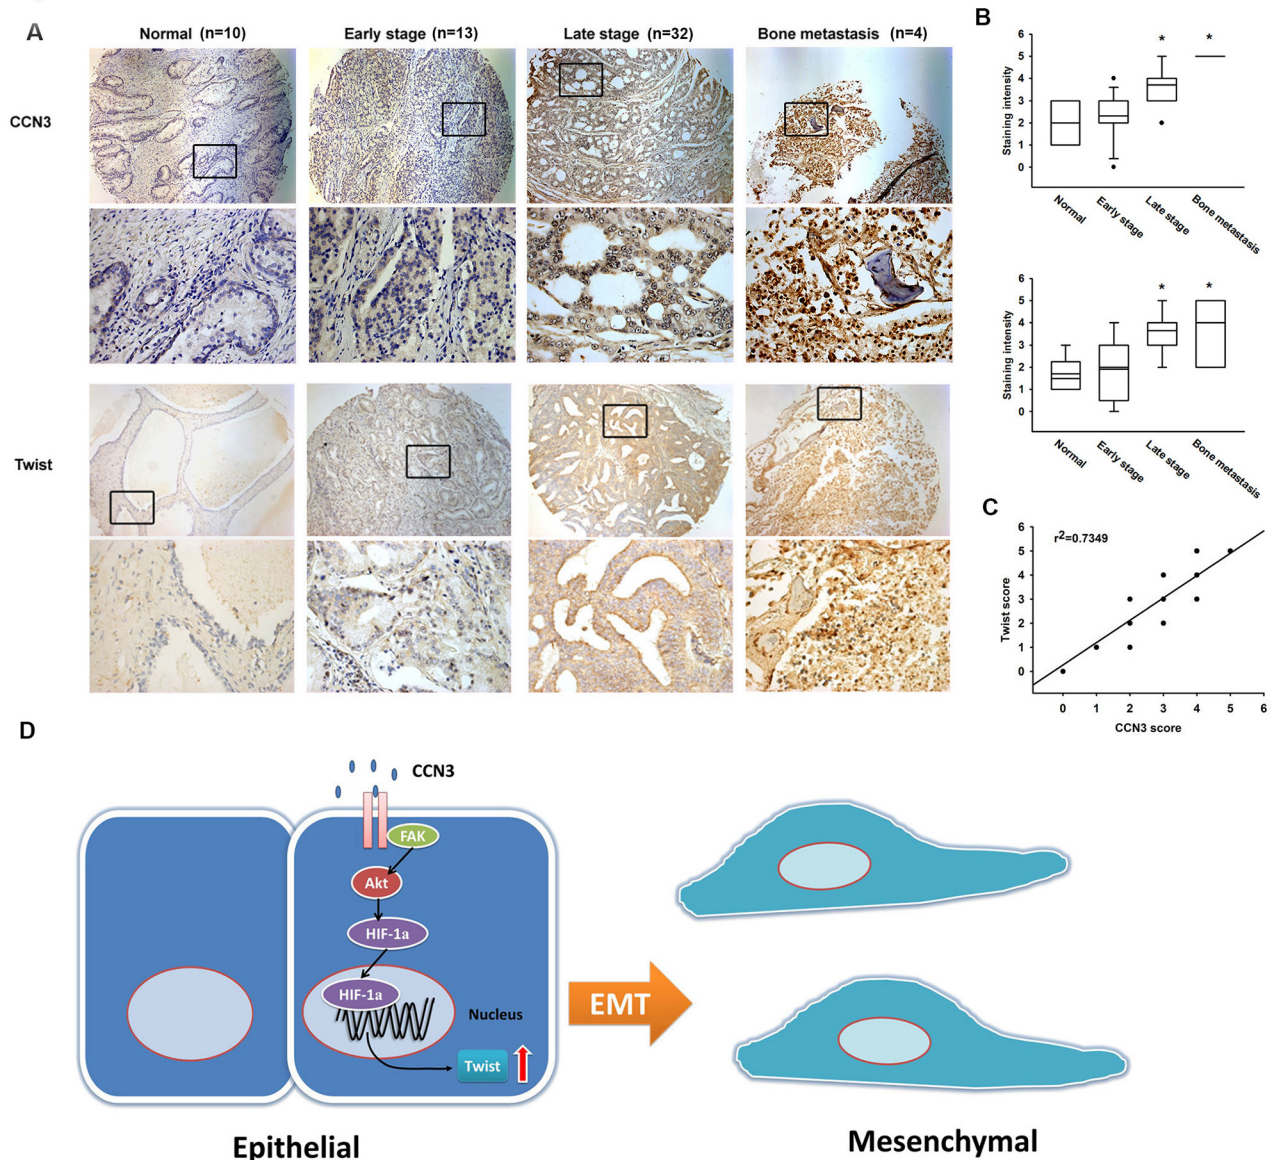 A
Normal (n=10)
Early stage (n=13)
Late stage (n=32)
Bone metastasis (n=4)
CCN3
Twist
B
6
5
4
3
2
1
0
Staining intensity
*
*
Normal
Early stage
Late stage
Bone metastasis
6
5
4
3
2
1
0
Staining intensity
*
*
Normal
Early stage
Late stage
Bone metastasis
C
r2=0.7349
6
5
4
3
2
1
0
Twist score
0 1 2 3 4 5 6
CCN3 score
D
CCN3
FAK
Akt
HIF-1a
HIF-1a
Nucleus
Twist
EMT
Epithelial
Mesenchymal